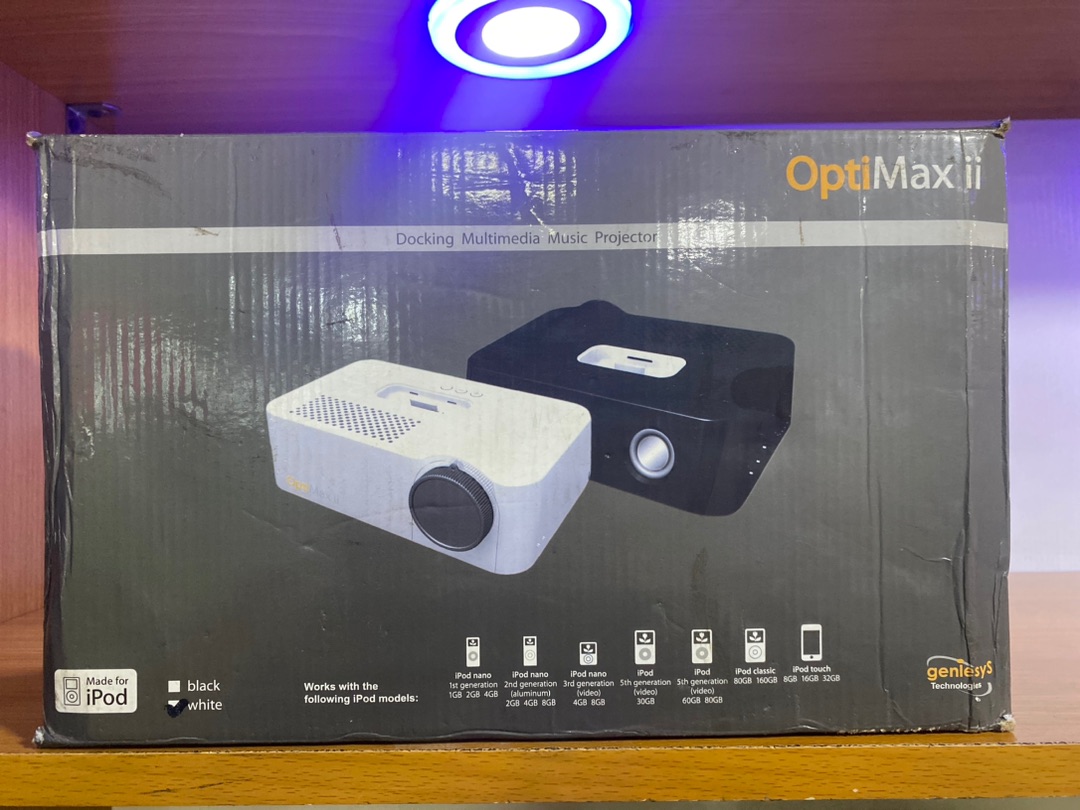 OptiMax ii
Docking Multimedia Music Projector
Made for
iPod
black
white
Works with the
following iPod models:
iPod nano
1st generation
1GB 2GB 4GB
iPod nano
2nd generation
(aluminum)
2GB 4GB 8GB
iPod nano
3rd generation
(video)
4GB 8GB
iPod
5th generation
(video)
30GB
iPod
5th generation
(video)
60GB 80GB
iPod classic
80GB 160GB
iPod touch
8GB 16GB 32GB
geniesys
Technologies